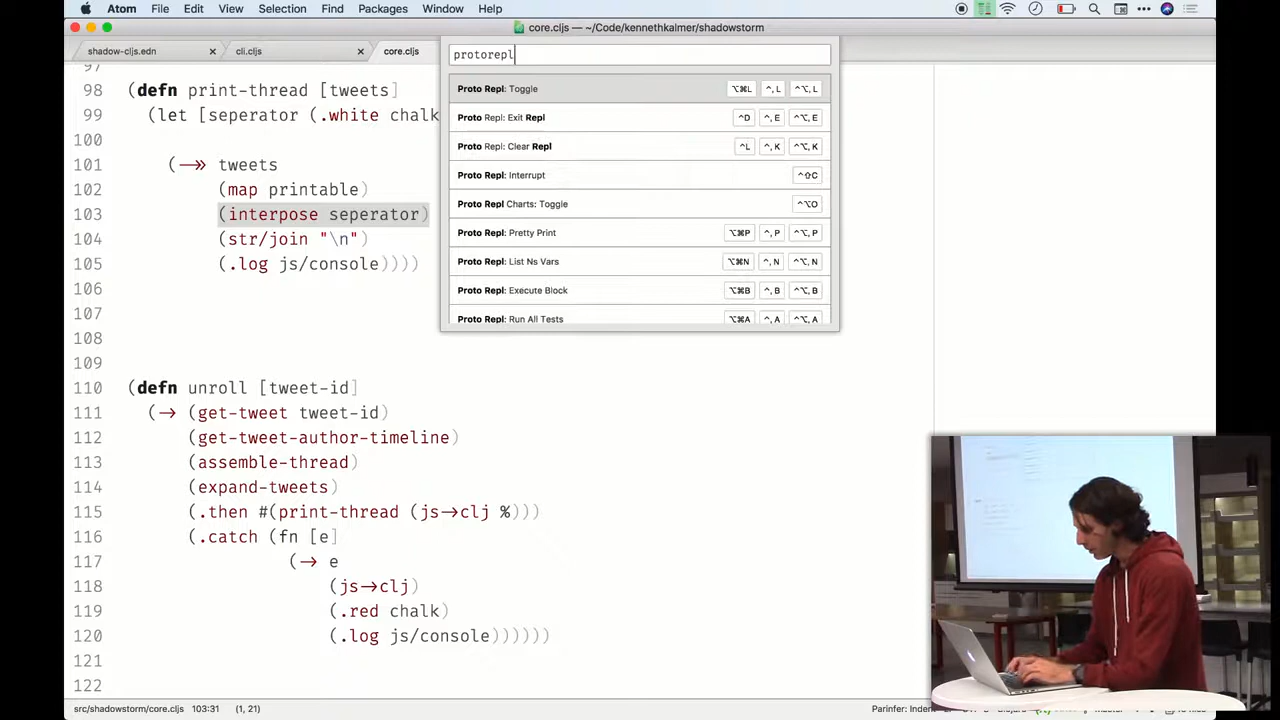 Atom File Edit View Selection Find Packages Window Help
core.cljs — ~/Code/kennethkalmer/shadowstorm
shadow-cljs.edn cli.cljs core.cljs
protorepl
Proto Repl: Toggle ⌥⌘L ^, L ^⌥, L
Proto Repl: Exit Repl ^D ^, E ^⌥, E
Proto Repl: Clear Repl ^L ^, K ^⌥, K
Proto Repl: Interrupt ^⇧C
Proto Repl Charts: Toggle ^⌥O
Proto Repl: Pretty Print ⌥⌘P ^, P ^⌥, P
Proto Repl: List Ns Vars ⌥⌘N ^, N ^⌥, N
Proto Repl: Execute Block ⌥⌘B ^, B ^⌥, B
Proto Repl: Run All Tests ⌥⌘A ^, A ^⌥, A
97
98 (defn print-thread [tweets]
99 (let [seperator (.white chalk
100
101 (->> tweets
102 (map printable)
103 (interpose seperator)
104 (str/join "\n")
105 (.log js/console))))
106
107
108
109
110 (defn unroll [tweet-id]
111 (-> (get-tweet tweet-id)
112 (get-tweet-author-timeline)
113 (assemble-thread)
114 (expand-tweets)
115 (.then #(print-thread (js->clj %)))
116 (.catch (fn [e]
117 (-> e
118 (js->clj)
119 (.red chalk)
120 (.log js/console))))))
121
122
src/shadowstorm/core.cljs 103:31 (1, 21) Parinfer: Indent